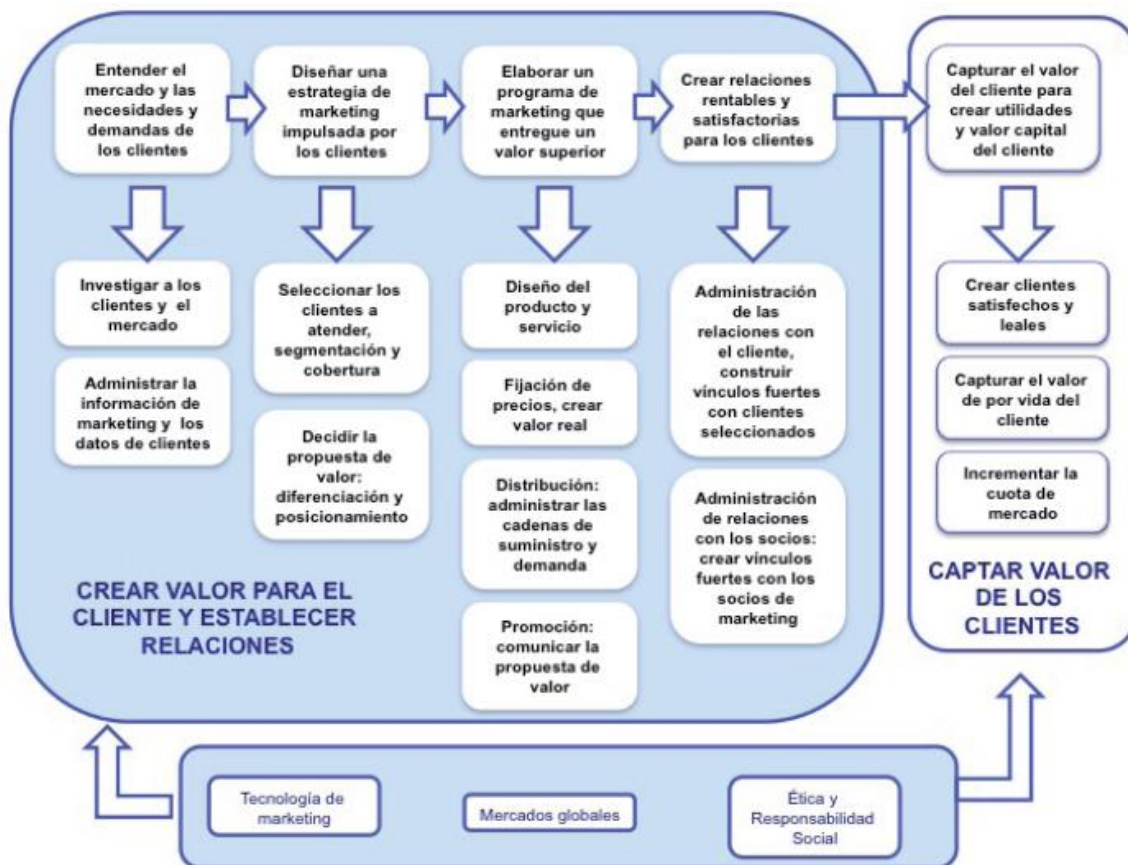 Entender el
mercado y las
necesidades y
demandas de
los clientes
Diseñar una
estrategia de
marketing
impulsada por
los clientes
Elaborar un
programa de
marketing que
entregue un
valor superior
Crear relaciones
rentables y
satisfactorias
para los clientes
Capturar el valor
del cliente para
crear utilidades
y valor capital
del cliente
Investigar a los
clientes y el
mercado
Administrar la
información de
marketing y los
datos de clientes
Seleccionar los
clientes a
atender,
segmentación y
cobertura
Decidir la
propuesta de
valor:
diferenciación y
posicionamiento
Diseño del
producto y
servicio
Fijación de
precios, crear
valor real
Distribución:
administrar las
cadenas de
suministro y
demanda
Promoción:
comunicar la
propuesta de
valor
Administración
de las
relaciones con
el cliente,
construir
vínculos fuertes
con clientes
seleccionados
Administración
de relaciones
con los socios:
crear vínculos
fuertes con los
socios de
marketing
Crear clientes
satisfechos y
leales
Capturar el valor
de por vida del
cliente
Incrementar la
cuota de
mercado
CREAR VALOR PARA EL
CLIENTE Y ESTABLECER
RELACIONES
CAPTAR VALOR
DE LOS
CLIENTES
Tecnología de
marketing
Mercados globales
Ética y
Responsabilidad
Social